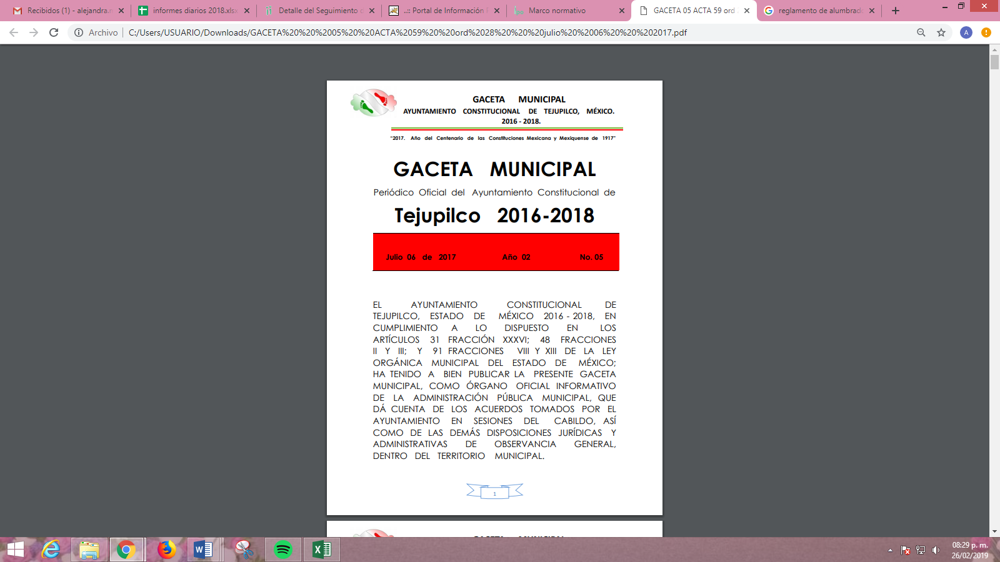 Recibidos (1) - alejandra.m
informes diarios 2018.xlsx
Detalle del Seguimiento d
..:: Portal de Información P
Marco normativo
GACETA 05 ACTA 59 ord 2
reglamento de alumbrado
Archivo
C:/Users/USUARIO/Downloads/GACETA%20%20%2005%20%20ACTA%2059%20%20ord%2028%20%20%20julio%20%2006%20%20%202017.pdf
A
GACETA MUNICIPAL
AYUNTAMIENTO CONSTITUCIONAL DE TEJUPILCO, MÉXICO.
2016 - 2018.
"2017. Año del Centenario de las Constituciones Mexicana y Mexiquense de 1917"
GACETA MUNICIPAL
Periódico Oficial del Ayuntamiento Constitucional de
Tejupilco 2016-2018
Julio 06 de 2017 Año 02 No. 05
EL AYUNTAMIENTO CONSTITUCIONAL DE
TEJUPILCO, ESTADO DE MÉXICO 2016 - 2018, EN
CUMPLIMIENTO A LO DISPUESTO EN LOS
ARTÍCULOS 31 FRACCIÓN XXXVI; 48 FRACCIONES
II Y III; Y 91 FRACCIONES VIII Y XIII DE LA LEY
ORGÁNICA MUNICIPAL DEL ESTADO DE MÉXICO;
HA TENIDO A BIEN PUBLICAR LA PRESENTE GACETA
MUNICIPAL, COMO ÓRGANO OFICIAL INFORMATIVO
DE LA ADMINISTRACIÓN PÚBLICA MUNICIPAL, QUE
DÁ CUENTA DE LOS ACUERDOS TOMADOS POR EL
AYUNTAMIENTO EN SESIONES DEL CABILDO, ASÍ
COMO DE LAS DEMÁS DISPOSICIONES JURÍDICAS Y
ADMINISTRATIVAS DE OBSERVANCIA GENERAL,
DENTRO DEL TERRITORIO MUNICIPAL.
1
08:29 p. m.
26/02/2019